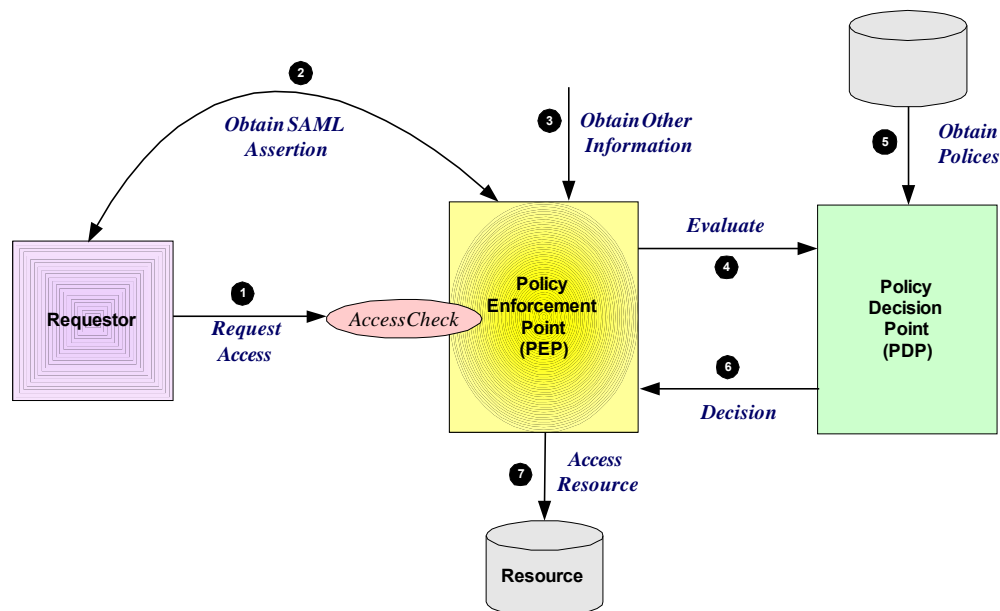 2
Obtain SAML
Assertion
3
Obtain Other
Information
5
Obtain
Polices
Requestor
1
Request
Access
AccessCheck
Policy
Enforcement
Point
(PEP)
Evaluate
4
Policy
Decision
Point
(PDP)
6
Decision
7
Access
Resource
Resource